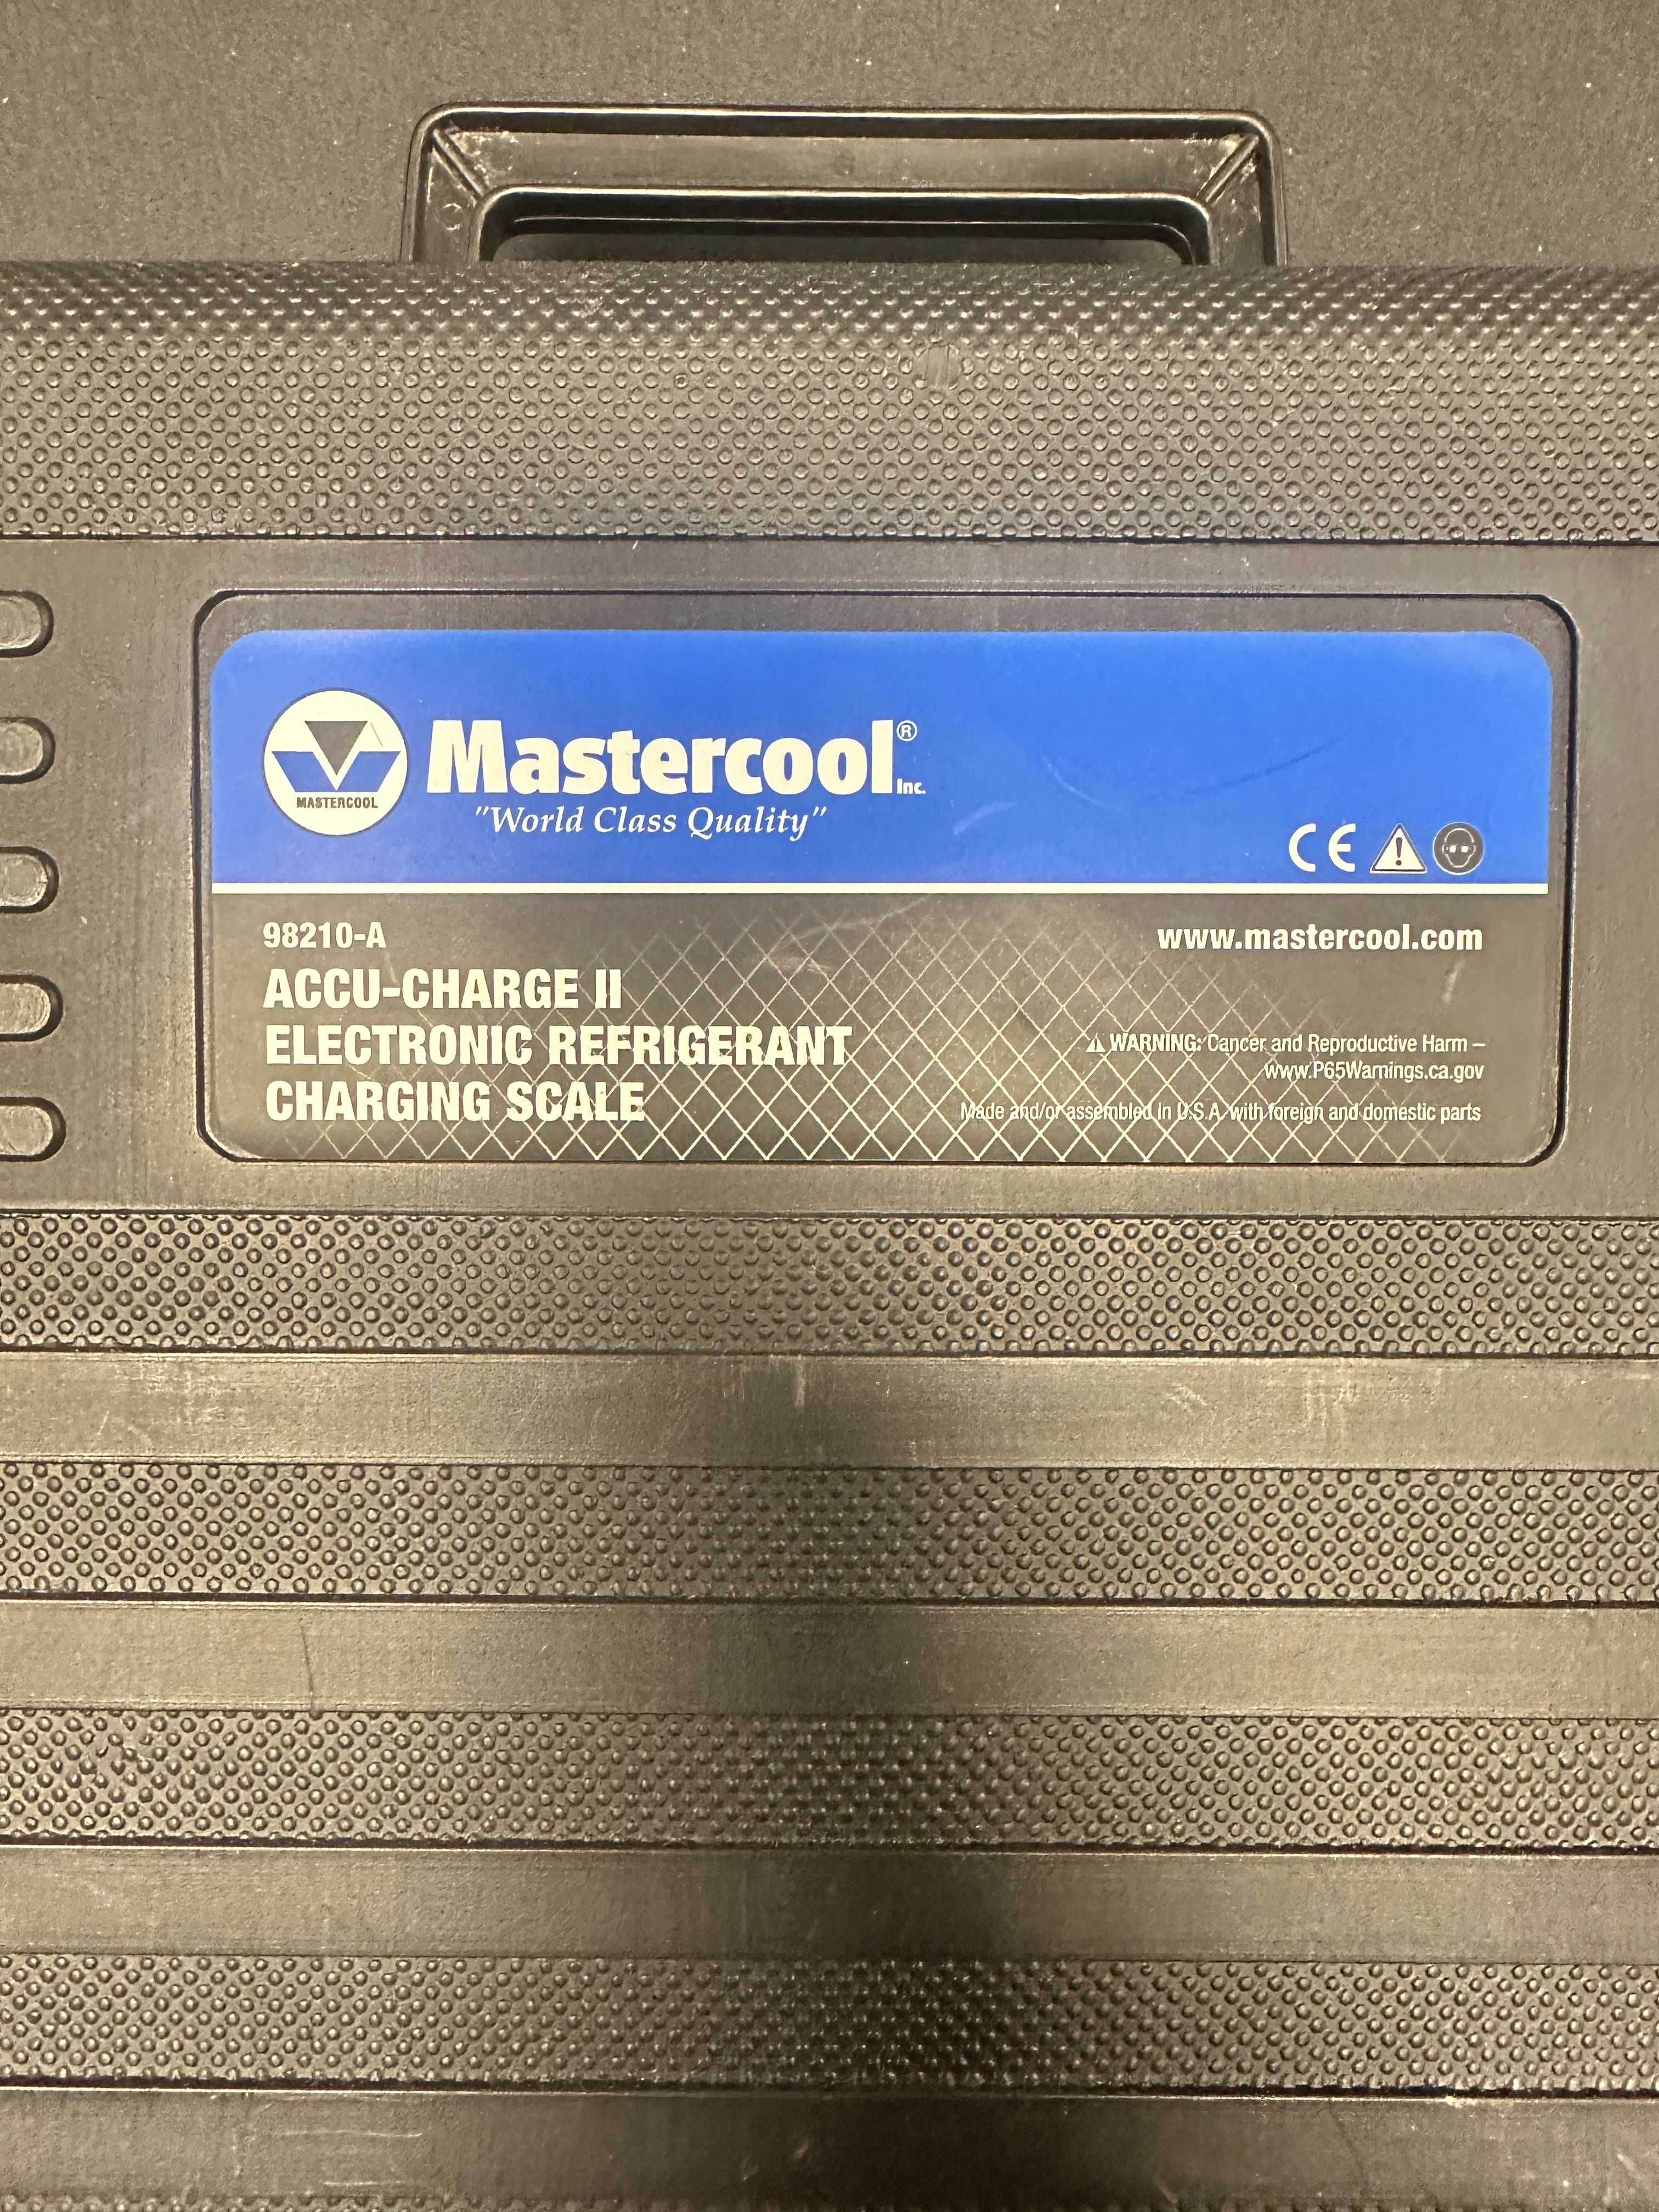 MASTERCOOL
Mastercool® Inc.
"World Class Quality"
CE
98210-A
www.mastercool.com
ACCU-CHARGE II
ELECTRONIC REFRIGERANT
CHARGING SCALE
⚠ WARNING: Cancer and Reproductive Harm –
www.P65Warnings.ca.gov
Made and/or assembled in U.S.A. with foreign and domestic parts